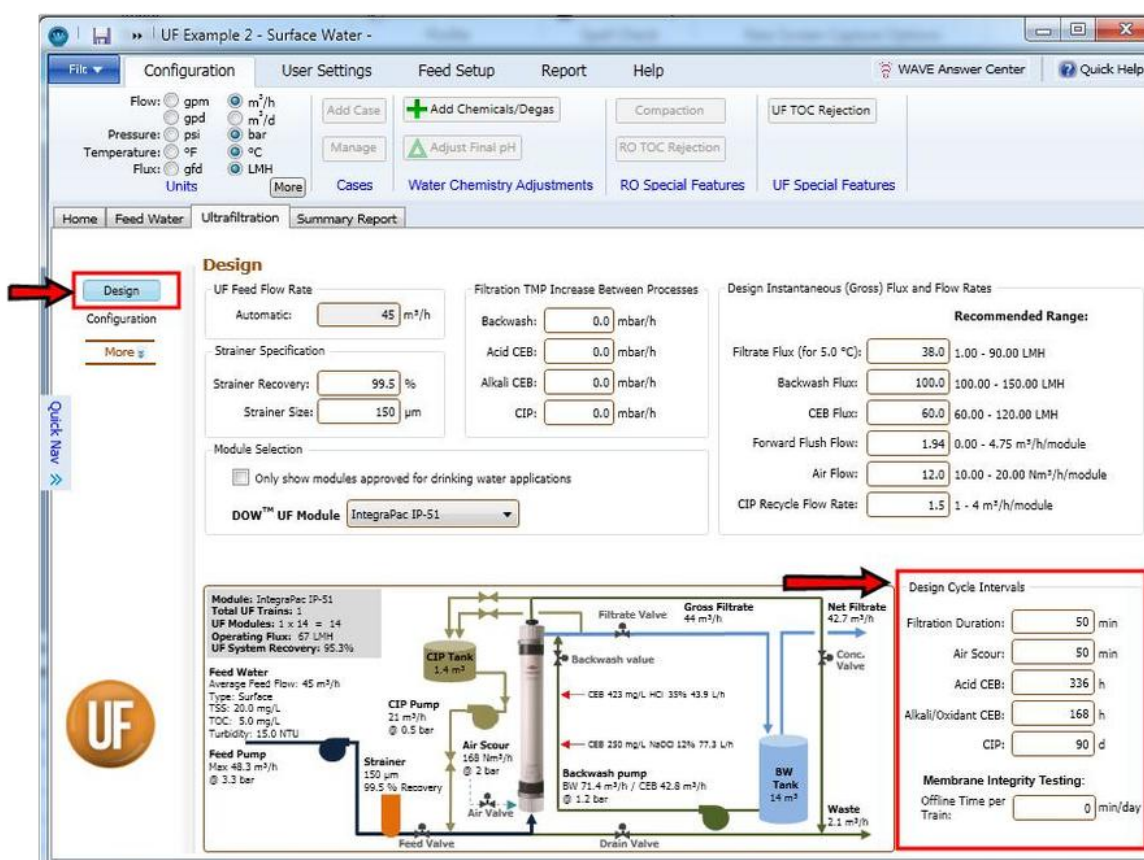 UF Example 2 - Surface Water -
File
Configuration
User Settings
Feed Setup
Report
Help
WAVE Answer Center
Quick Help
Flow: gpm m³/h
gpd m³/d
Pressure: psi bar
Temperature: °F °C
Flux: gfd LMH
Units
More
Add Case
Manage
Cases
Add Chemicals/Degas
Adjust Final pH
Water Chemistry Adjustments
Compaction
RO TOC Rejection
RO Special Features
UF TOC Rejection
UF Special Features
Home
Feed Water
Ultrafiltration
Summary Report
Design
Configuration
More
Quick Nav
Design
UF Feed Flow Rate
Automatic: 45 m³/h
Strainer Specification
Strainer Recovery: 99.5 %
Strainer Size: 150 µm
Filtration TMP Increase Between Processes
Backwash: 0.0 mbar/h
Acid CEB: 0.0 mbar/h
Alkali CEB: 0.0 mbar/h
CIP: 0.0 mbar/h
Module Selection
Only show modules approved for drinking water applications
DOW™ UF Module IntegraPac IP-51
Design Instantaneous (Gross) Flux and Flow Rates
Recommended Range:
Filtrate Flux (for 5.0 °C): 38.0 1.00 - 90.00 LMH
Backwash Flux: 100.0 100.00 - 150.00 LMH
CEB Flux: 60.0 60.00 - 120.00 LMH
Forward Flush Flow: 1.94 0.00 - 4.75 m³/h/module
Air Flow: 12.0 10.00 - 20.00 Nm³/h/module
CIP Recycle Flow Rate: 1.5 1 - 4 m³/h/module
Module: IntegraPac IP-51
Total UF Trains: 1
UF Modules: 1 x 14 = 14
Operating Flux: 67 LMH
UF System Recovery: 95.3%
Feed Water
Average Feed Flow: 45 m³/h
Type: Surface
TSS: 20.0 mg/L
TOC: 5.0 mg/L
Turbidity: 15.0 NTU
Feed Pump
Max 48.3 m³/h
@ 3.3 bar
UF
CIP Tank
1.4 m³
CIP Pump
21 m³/h
@ 0.5 bar
Strainer
150 µm
99.5 % Recovery
Air Scour
168 Nm³/h
@ 2 bar
Air Valve
Feed Valve
Filtrate Valve
Gross Filtrate
44 m³/h
Net Filtrate
42.7 m³/h
Backwash value
Conc.
Valve
CEB 423 mg/L HCl 35% 43.9 L/h
CEB 250 mg/L NaOCl 12% 77.3 L/h
Backwash pump
BW 71.4 m³/h / CEB 42.8 m³/h
@ 1.2 bar
BW
Tank
14 m³
Waste
2.1 m³/h
Drain Valve
Design Cycle Intervals
Filtration Duration: 50 min
Air Scour: 50 min
Acid CEB: 336 h
Alkali/Oxidant CEB: 168 h
CIP: 90 d
Membrane Integrity Testing:
Offline Time per
Train: 0 min/day